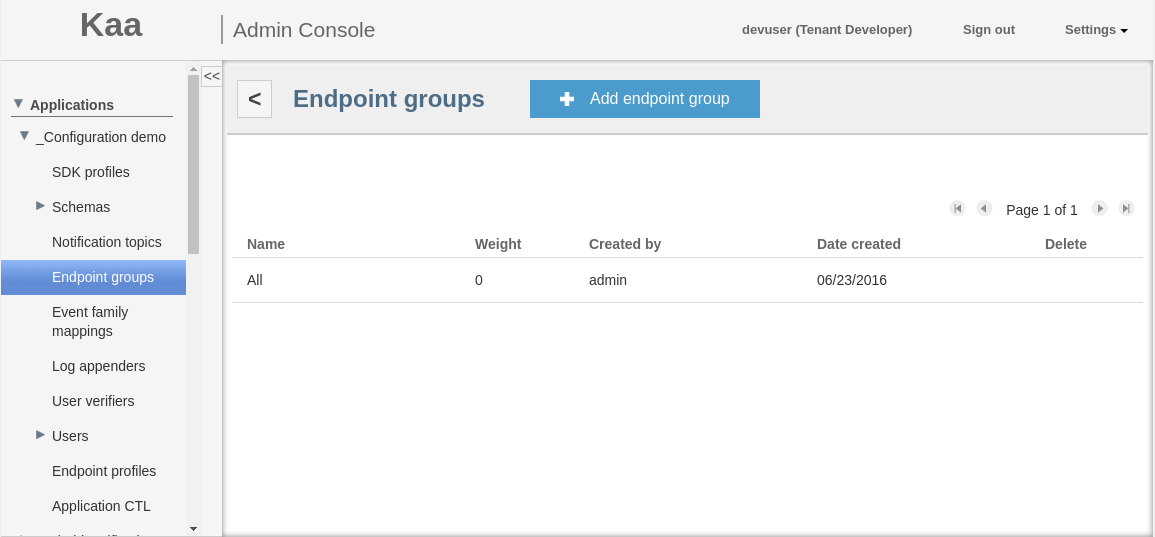 Kaa
Admin Console
devuser (Tenant Developer)
Sign out
Settings
<<
Applications
_Configuration demo
SDK profiles
Schemas
Notification topics
Endpoint groups
Event family
mappings
Log appenders
User verifiers
Users
Endpoint profiles
Application CTL
<
Endpoint groups
Add endpoint group
Page 1 of 1
Name Weight Created by Date created Delete
All 0 admin 06/23/2016